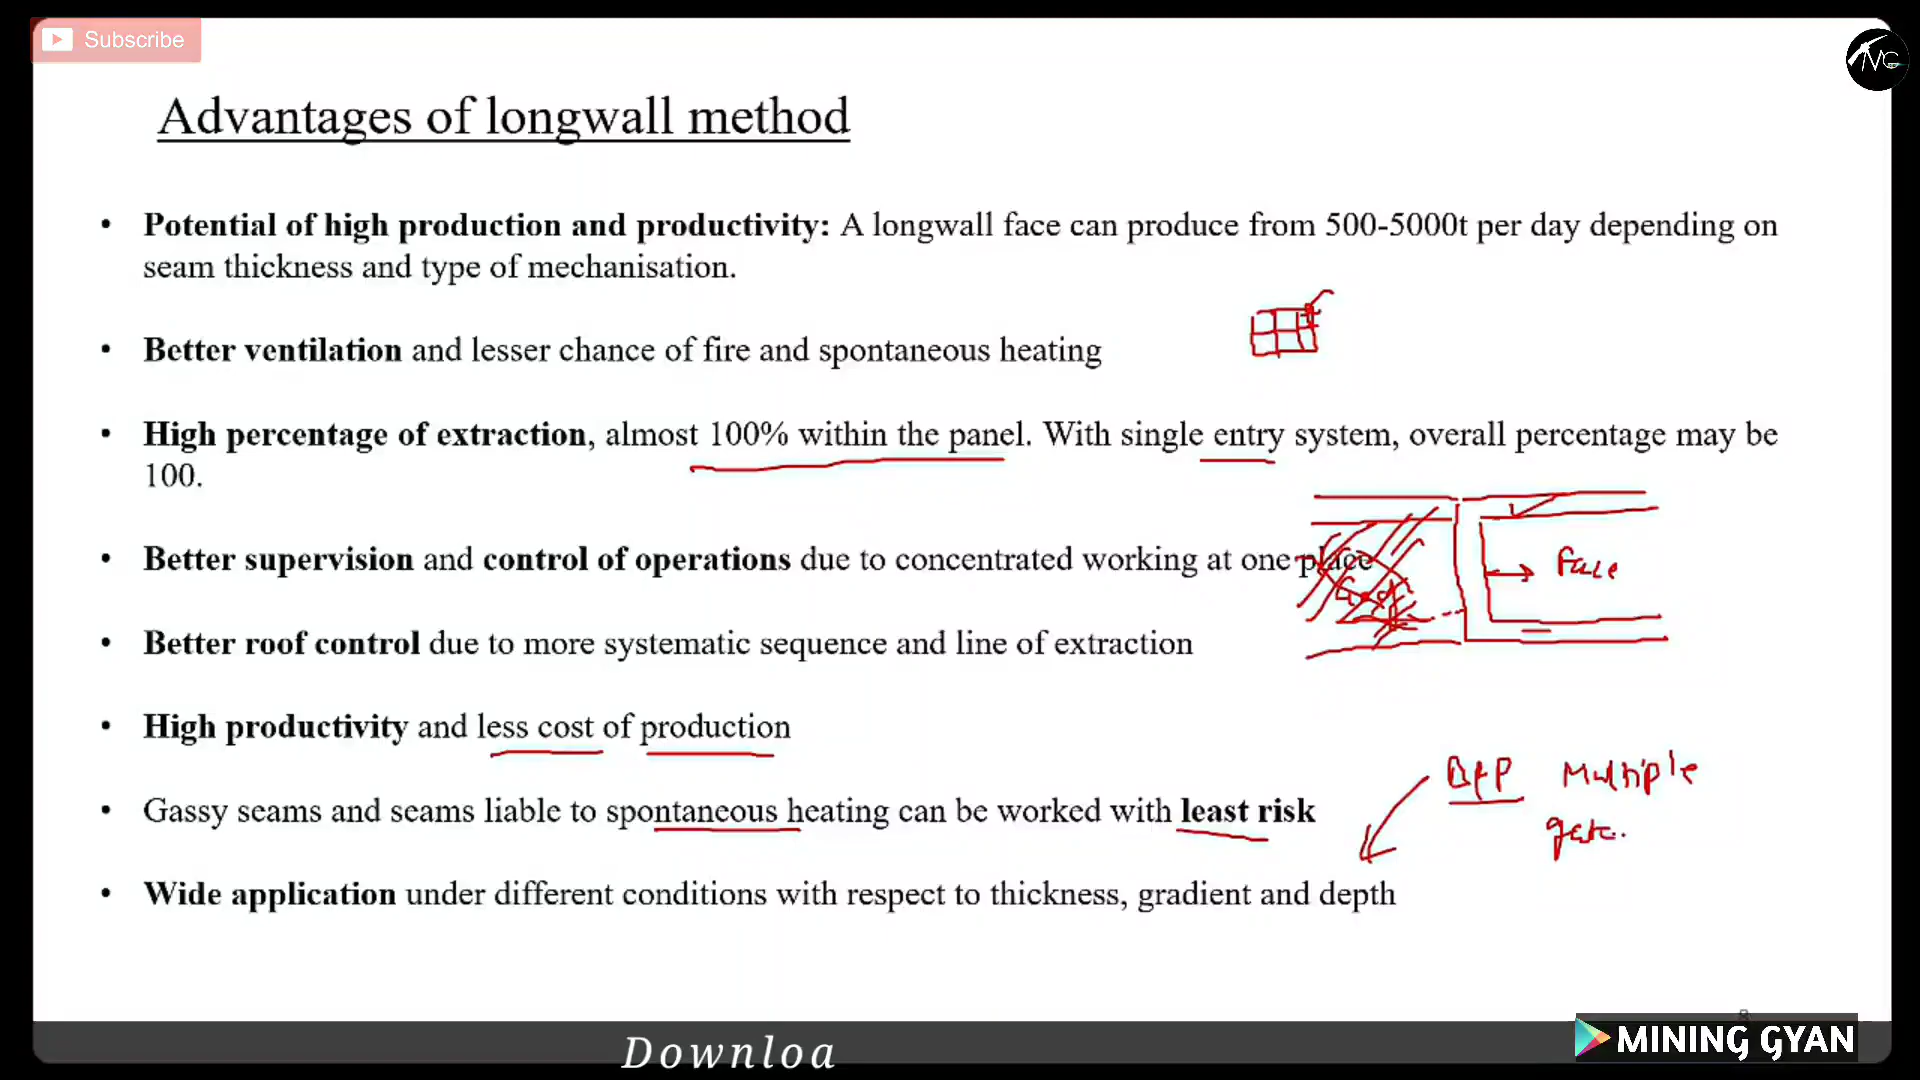 Subscribe
Advantages of longwall method
• Potential of high production and productivity: A longwall face can produce from 500-5000t per day depending on
seam thickness and type of mechanisation.
• Better ventilation and lesser chance of fire and spontaneous heating
• High percentage of extraction, almost 100% within the panel. With single entry system, overall percentage may be
100.
• Better supervision and control of operations due to concentrated working at one place
Face
• Better roof control due to more systematic sequence and line of extraction
• High productivity and less cost of production
Multiple
• Gassy seams and seams liable to spontaneous heating can be worked with least risk
• Wide application under different conditions with respect to thickness, gradient and depth
8
Downloa
MINING GYAN